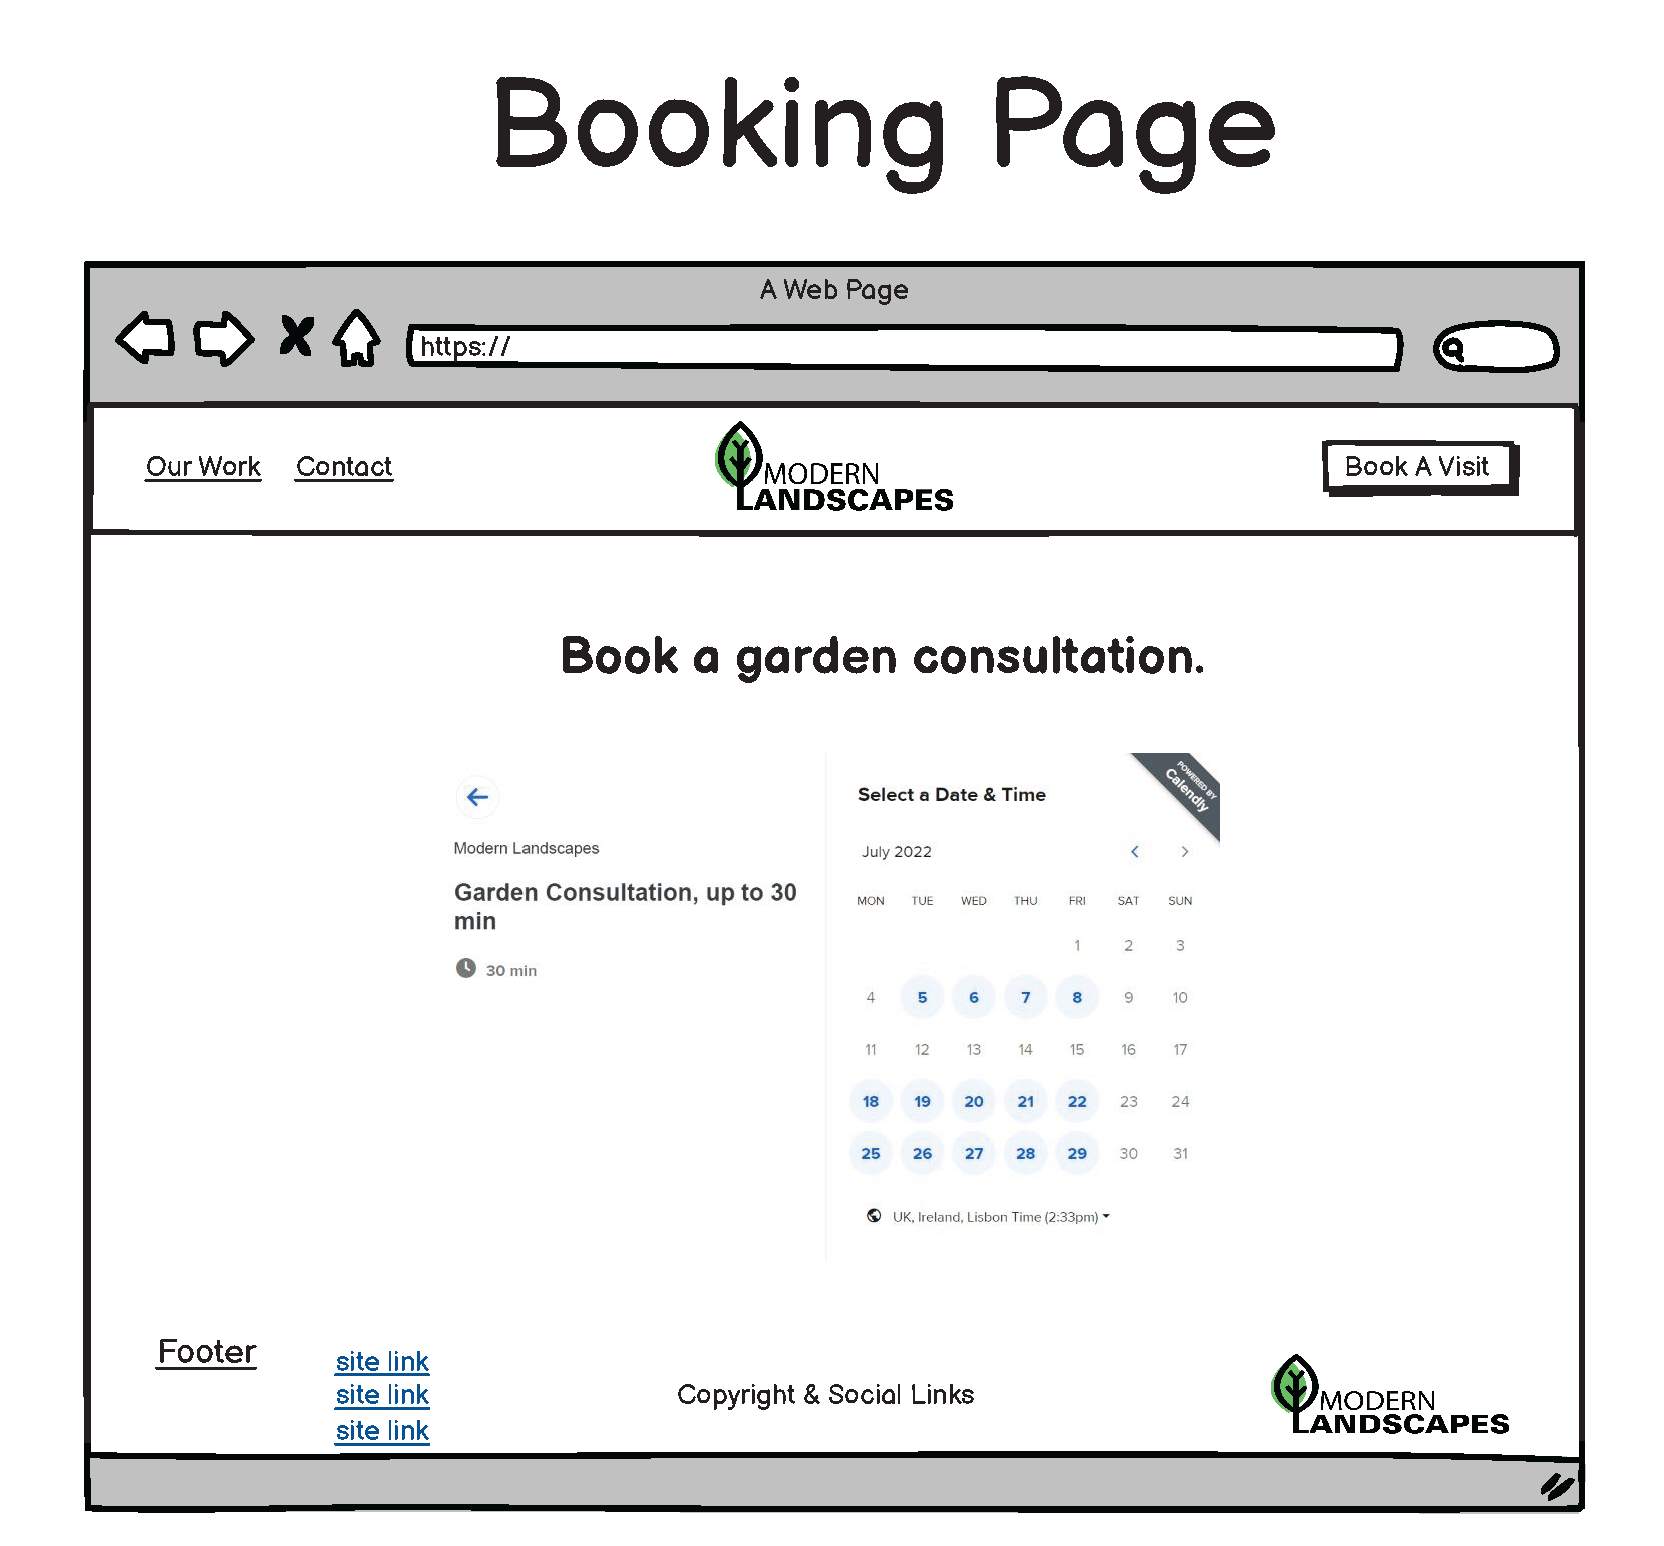 Booking Page
A Web Page
https://
Our Work
Contact
MODERN
LANDSCAPES
Book A Visit
Book a garden consultation.
Modern Landscapes
Garden Consultation, up to 30
min
30 min
Select a Date & Time
POWERED BY
Calendly
July 2022
MON TUE WED THU FRI SAT SUN
1 2 3
4 5 6 7 8 9 10
11 12 13 14 15 16 17
18 19 20 21 22 23 24
25 26 27 28 29 30 31
UK, Ireland, Lisbon Time (2:33pm)
Footer
site link
site link
site link
Copyright & Social Links
MODERN
LANDSCAPES